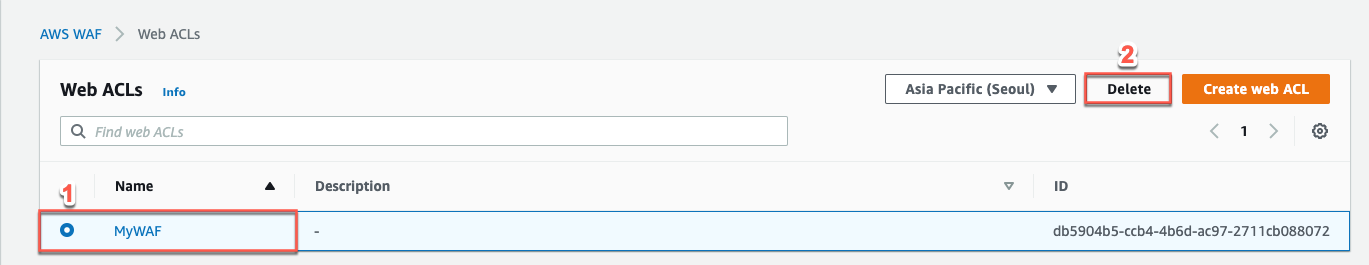 AWS WAF > Web ACLs
2
Web ACLs Info Asia Pacific (Seoul) Delete Create web ACL
Find web ACLs 1
Name Description ID
1
MyWAF - db5904b5-ccb4-4b6d-ac97-2711cb088072